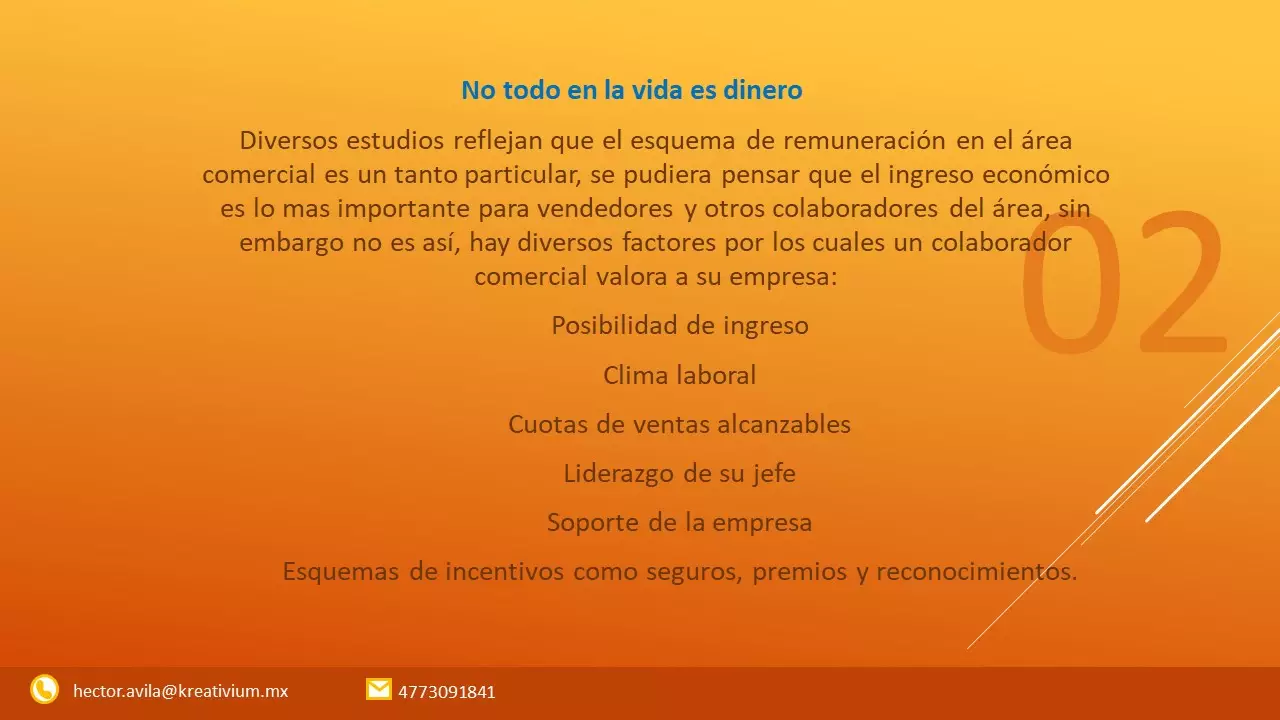 No todo en la vida es dinero
Diversos estudios reflejan que el esquema de remuneración en el área
comercial es un tanto particular, se pudiera pensar que el ingreso económico
es lo mas importante para vendedores y otros colaboradores del área, sin
embargo no es así, hay diversos factores por los cuales un colaborador
comercial valora a su empresa:
02
Posibilidad de ingreso
Clima laboral
Cuotas de ventas alcanzables
Liderazgo de su jefe
Soporte de la empresa
Esquemas de incentivos como seguros, premios y reconocimientos.
hector.avila@kreativium.mx
4773091841